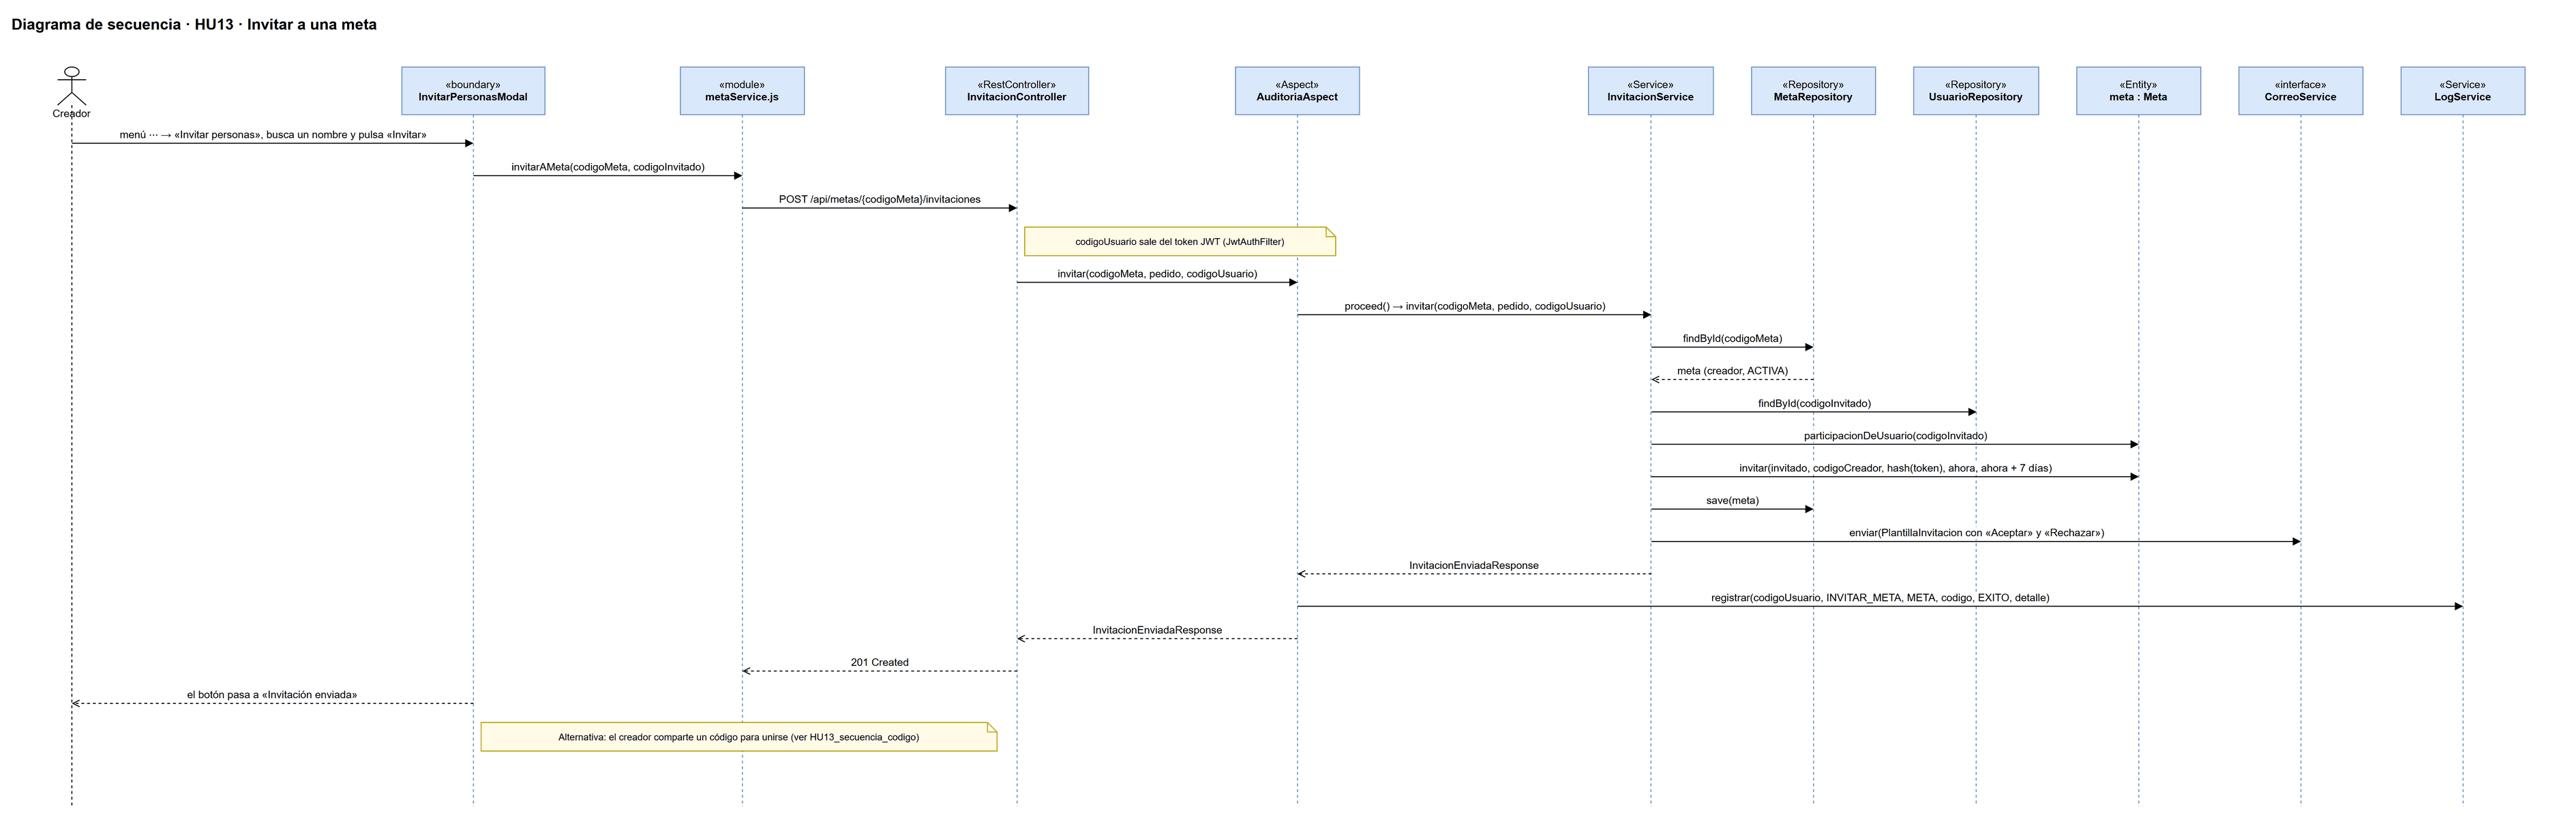 Diagrama de secuencia · HU13 · Invitar a una meta
Creador
«boundary»
InvitarPersonasModal
«module»
metaService.js
«RestController»
InvitacionController
«Aspect»
AuditoriaAspect
«Service»
InvitacionService
«Repository»
MetaRepository
«Repository»
UsuarioRepository
«Entity»
meta : Meta
«interface»
CorreoService
«Service»
LogService
menú ··· → «Invitar personas», busca un nombre y pulsa «Invitar»
invitarAMeta(codigoMeta, codigoInvitado)
POST /api/metas/{codigoMeta}/invitaciones
codigoUsuario sale del token JWT (JwtAuthFilter)
invitar(codigoMeta, pedido, codigoUsuario)
proceed() → invitar(codigoMeta, pedido, codigoUsuario)
findById(codigoMeta)
meta (creador, ACTIVA)
findById(codigoInvitado)
participacionDeUsuario(codigoInvitado)
invitar(invitado, codigoCreador, hash(token), ahora, ahora + 7 días)
save(meta)
enviar(PlantillaInvitacion con «Aceptar» y «Rechazar»)
InvitacionEnviadaResponse
registrar(codigoUsuario, INVITAR_META, META, codigo, EXITO, detalle)
InvitacionEnviadaResponse
201 Created
el botón pasa a «Invitación enviada»
Alternativa: el creador comparte un código para unirse (ver HU13_secuencia_codigo)